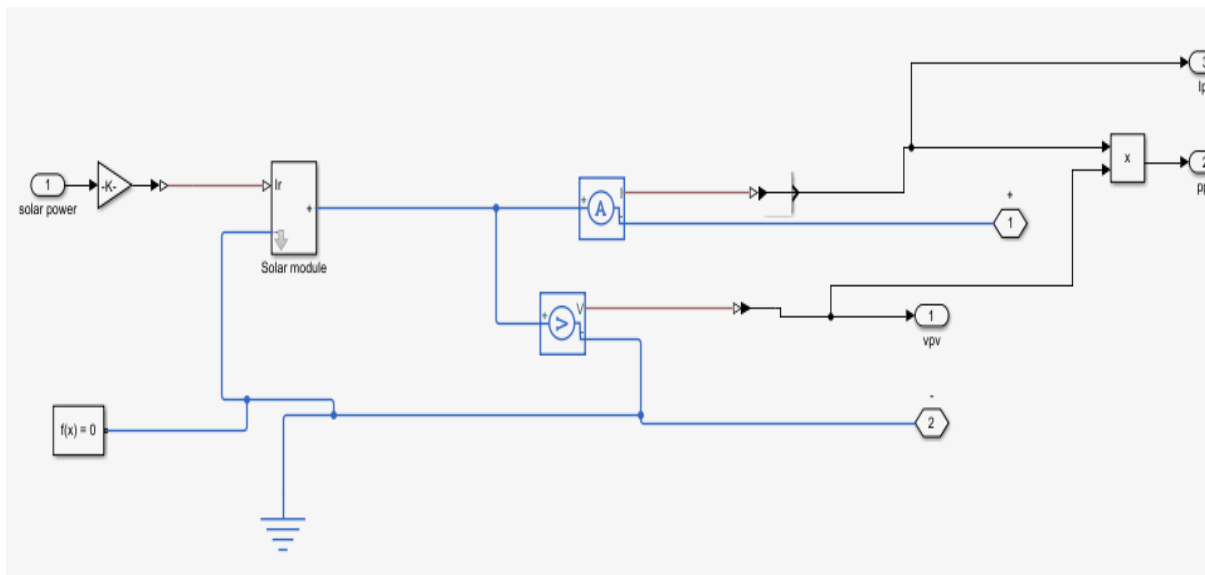 1
solar power
-K-
Ir
+
-
Solar module
+
A
I
-
+
V
V
-
f(x) = 0
+
1
1
vpv
-
2
x
3
2